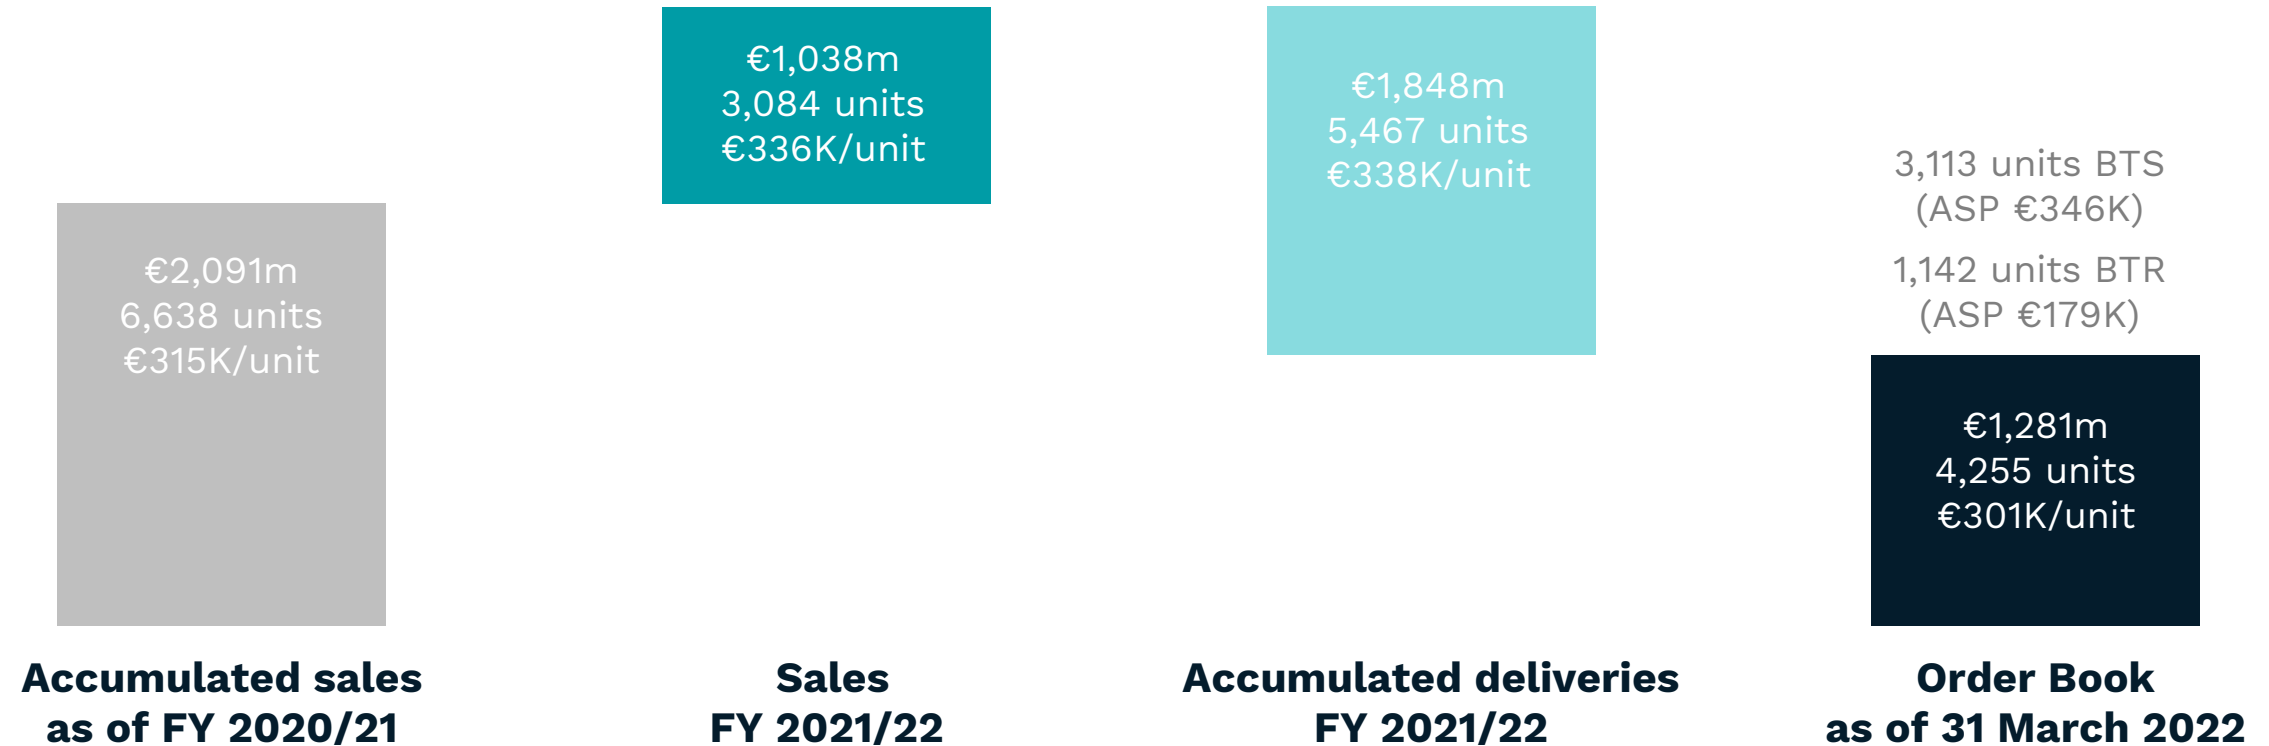 €2,091m
6,638 units
€315K/unit
Accumulated sales
as of FY 2020/21
€1,038m
3,084 units
€336K/unit
Sales
FY 2021/22
€1,848m
5,467 units
€338K/unit
Accumulated deliveries
FY 2021/22
3,113 units BTS
(ASP €346K)
1,142 units BTR
(ASP €179K)
€1,281m
4,255 units
€301K/unit
Order Book
as of 31 March 2022